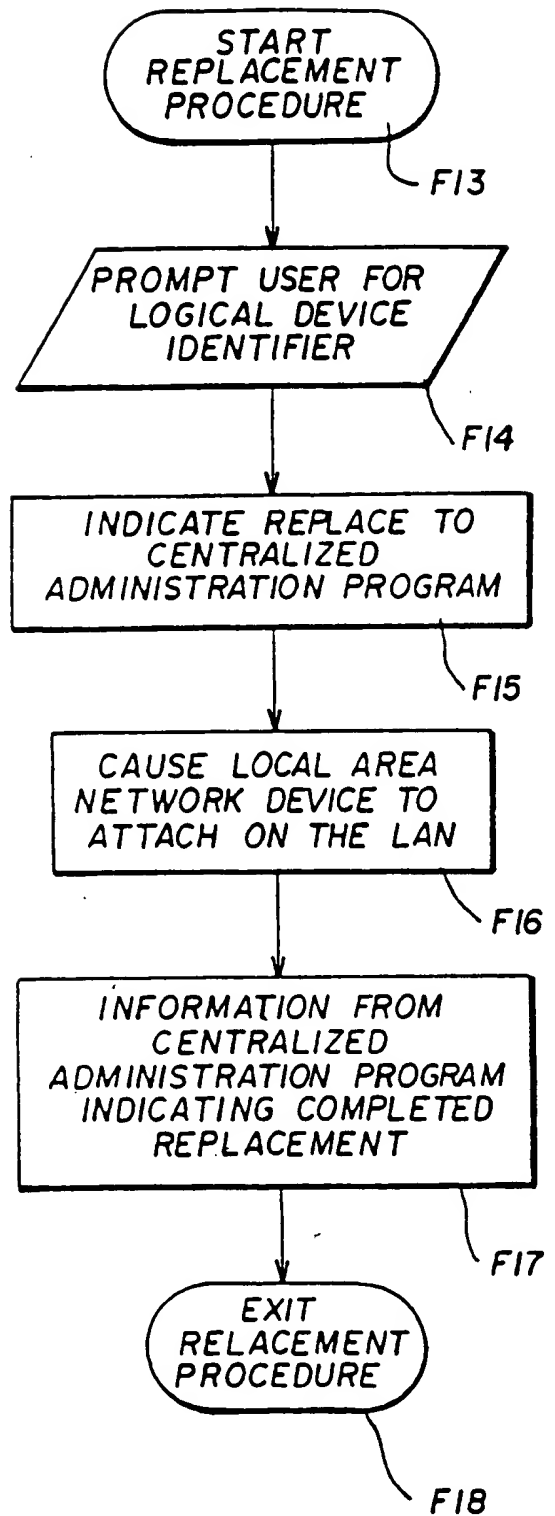 START
REPLACEMENT
PROCEDURE
F13
PROMPT USER FOR
LOGICAL DEVICE
IDENTIFIER
F14
INDICATE REPLACE TO
CENTRALIZED
ADMINISTRATION PROGRAM
F15
CAUSE LOCAL AREA
NETWORK DEVICE TO
ATTACH ON THE LAN
F16
INFORMATION FROM
CENTRALIZED
ADMINISTRATION PROGRAM
INDICATING COMPLETED
REPLACEMENT
F17
EXIT
RELACEMENT
PROCEDURE
F18